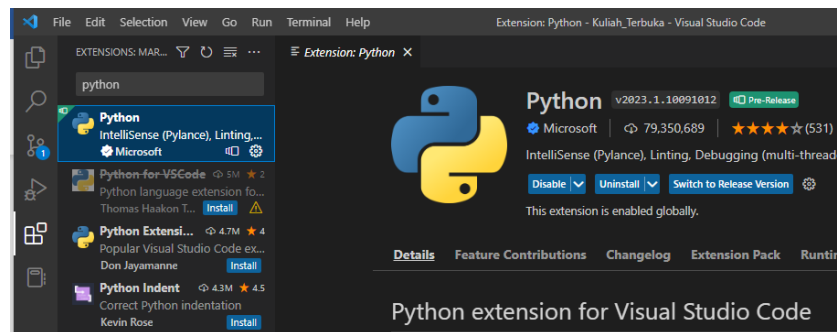 File Edit Selection View Go Run Terminal Help Extension: Python - Kuliah_Terbuka - Visual Studio Code
EXTENSIONS: MAR...
python
Python
IntelliSense (Pylance), Linting,...
Microsoft
Python for VSCode 5M 2
Python language extension fo...
Thomas Haakon T... Install
Python Extensi... 4.7M 4
Popular Visual Studio Code ex...
Don Jayamanne Install
Python Indent 4.3M 4.5
Correct Python indentation
Kevin Rose Install
1
Extension: Python
Python v2023.1.10091012 Pre-Release
Microsoft 79,350,689 (531)
IntelliSense (Pylance), Linting, Debugging (multi-thread
Disable Uninstall Switch to Release Version
This extension is enabled globally.
Details Feature Contributions Changelog Extension Pack Runtin
Python extension for Visual Studio Code